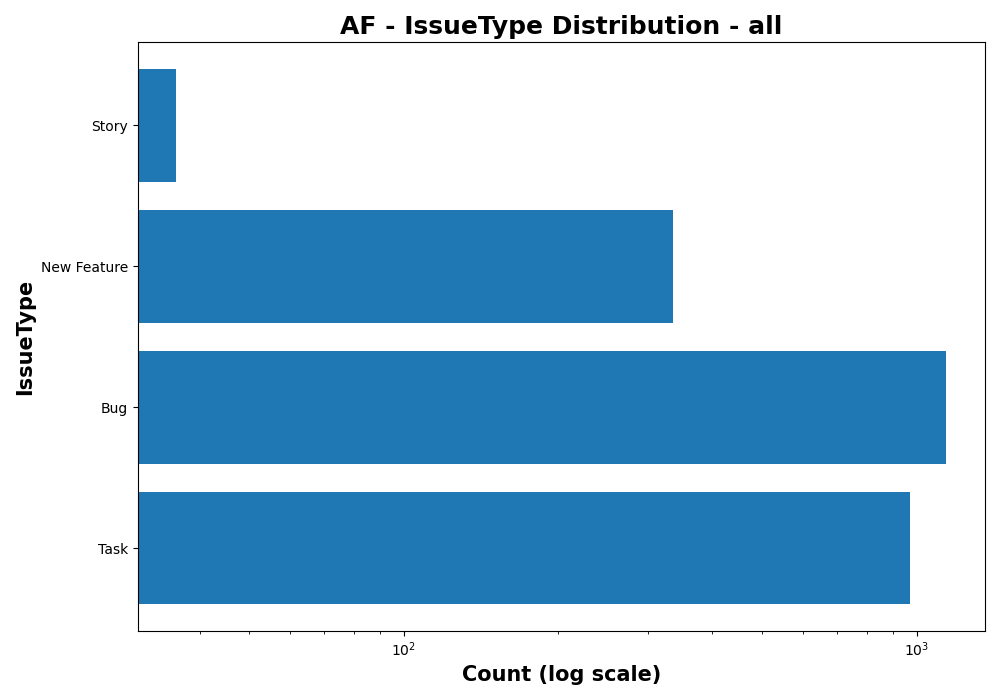 AF - IssueType Distribution - all
Story
New Feature
Bug
Task
IssueType
10²
10³
Count (log scale)